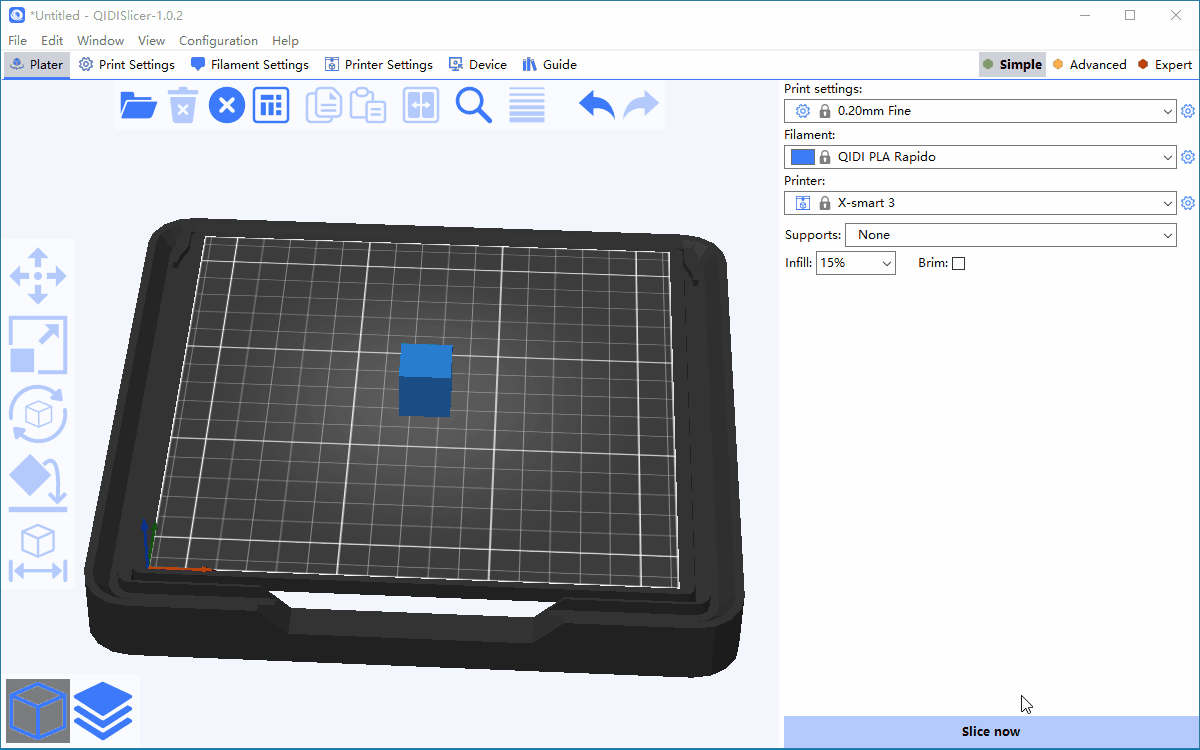 *Untitled - QIDISlicer-1.0.2
File Edit Window View Configuration Help
Plater Print Settings Filament Settings Printer Settings Device Guide Simple Advanced Expert
Print settings:
0.20mm Fine
Filament:
QIDI PLA Rapido
Printer:
X-smart 3
Supports: None
Infill: 15% Brim:
Slice now